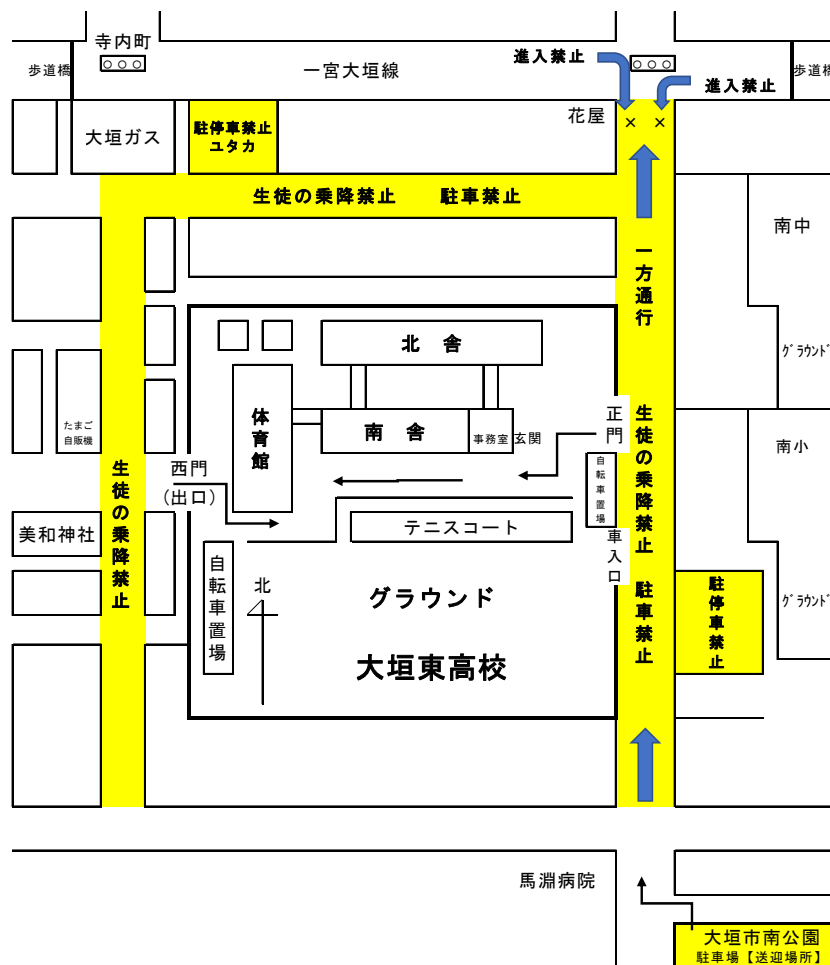 寺内町
歩道橋
一宮大垣線
進入禁止
進入禁止
歩道橋
大垣ガス
駐停車禁止
ユタカ
花屋
× ×
生徒の乗降禁止 駐車禁止
南中
一方通行
グラウンド
北 舎
体育館
南 舎
事務室
玄関
正門
生徒の乗降禁止 駐車禁止
南小
たまご
自販機
生徒の乗降禁止
西門
(出口)
自転車置場
テニスコート
車入口
美和神社
自転車置場
北
グラウンド
駐停車禁止
グラウンド
大垣東高校
馬淵病院
大垣市南公園
駐車場【送迎場所】